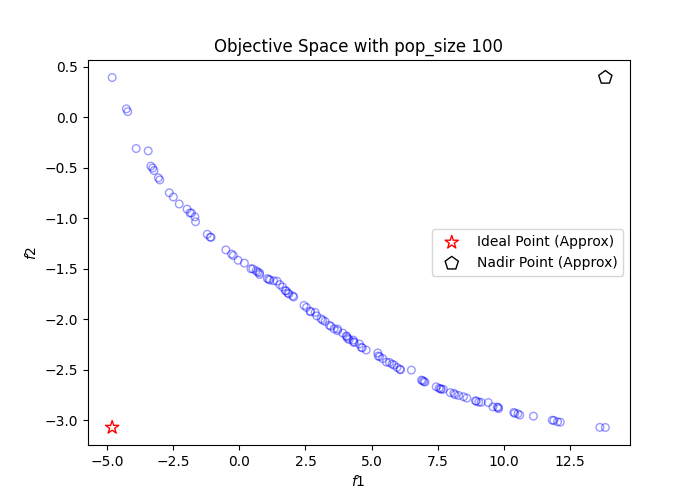 Objective Space with pop_size 100
0.5
0.0
−0.5
−1.0
−1.5
−2.0
−2.5
−3.0
f2
Ideal Point (Approx)
Nadir Point (Approx)
−5.0 −2.5 0.0 2.5 5.0 7.5 10.0 12.5
f1